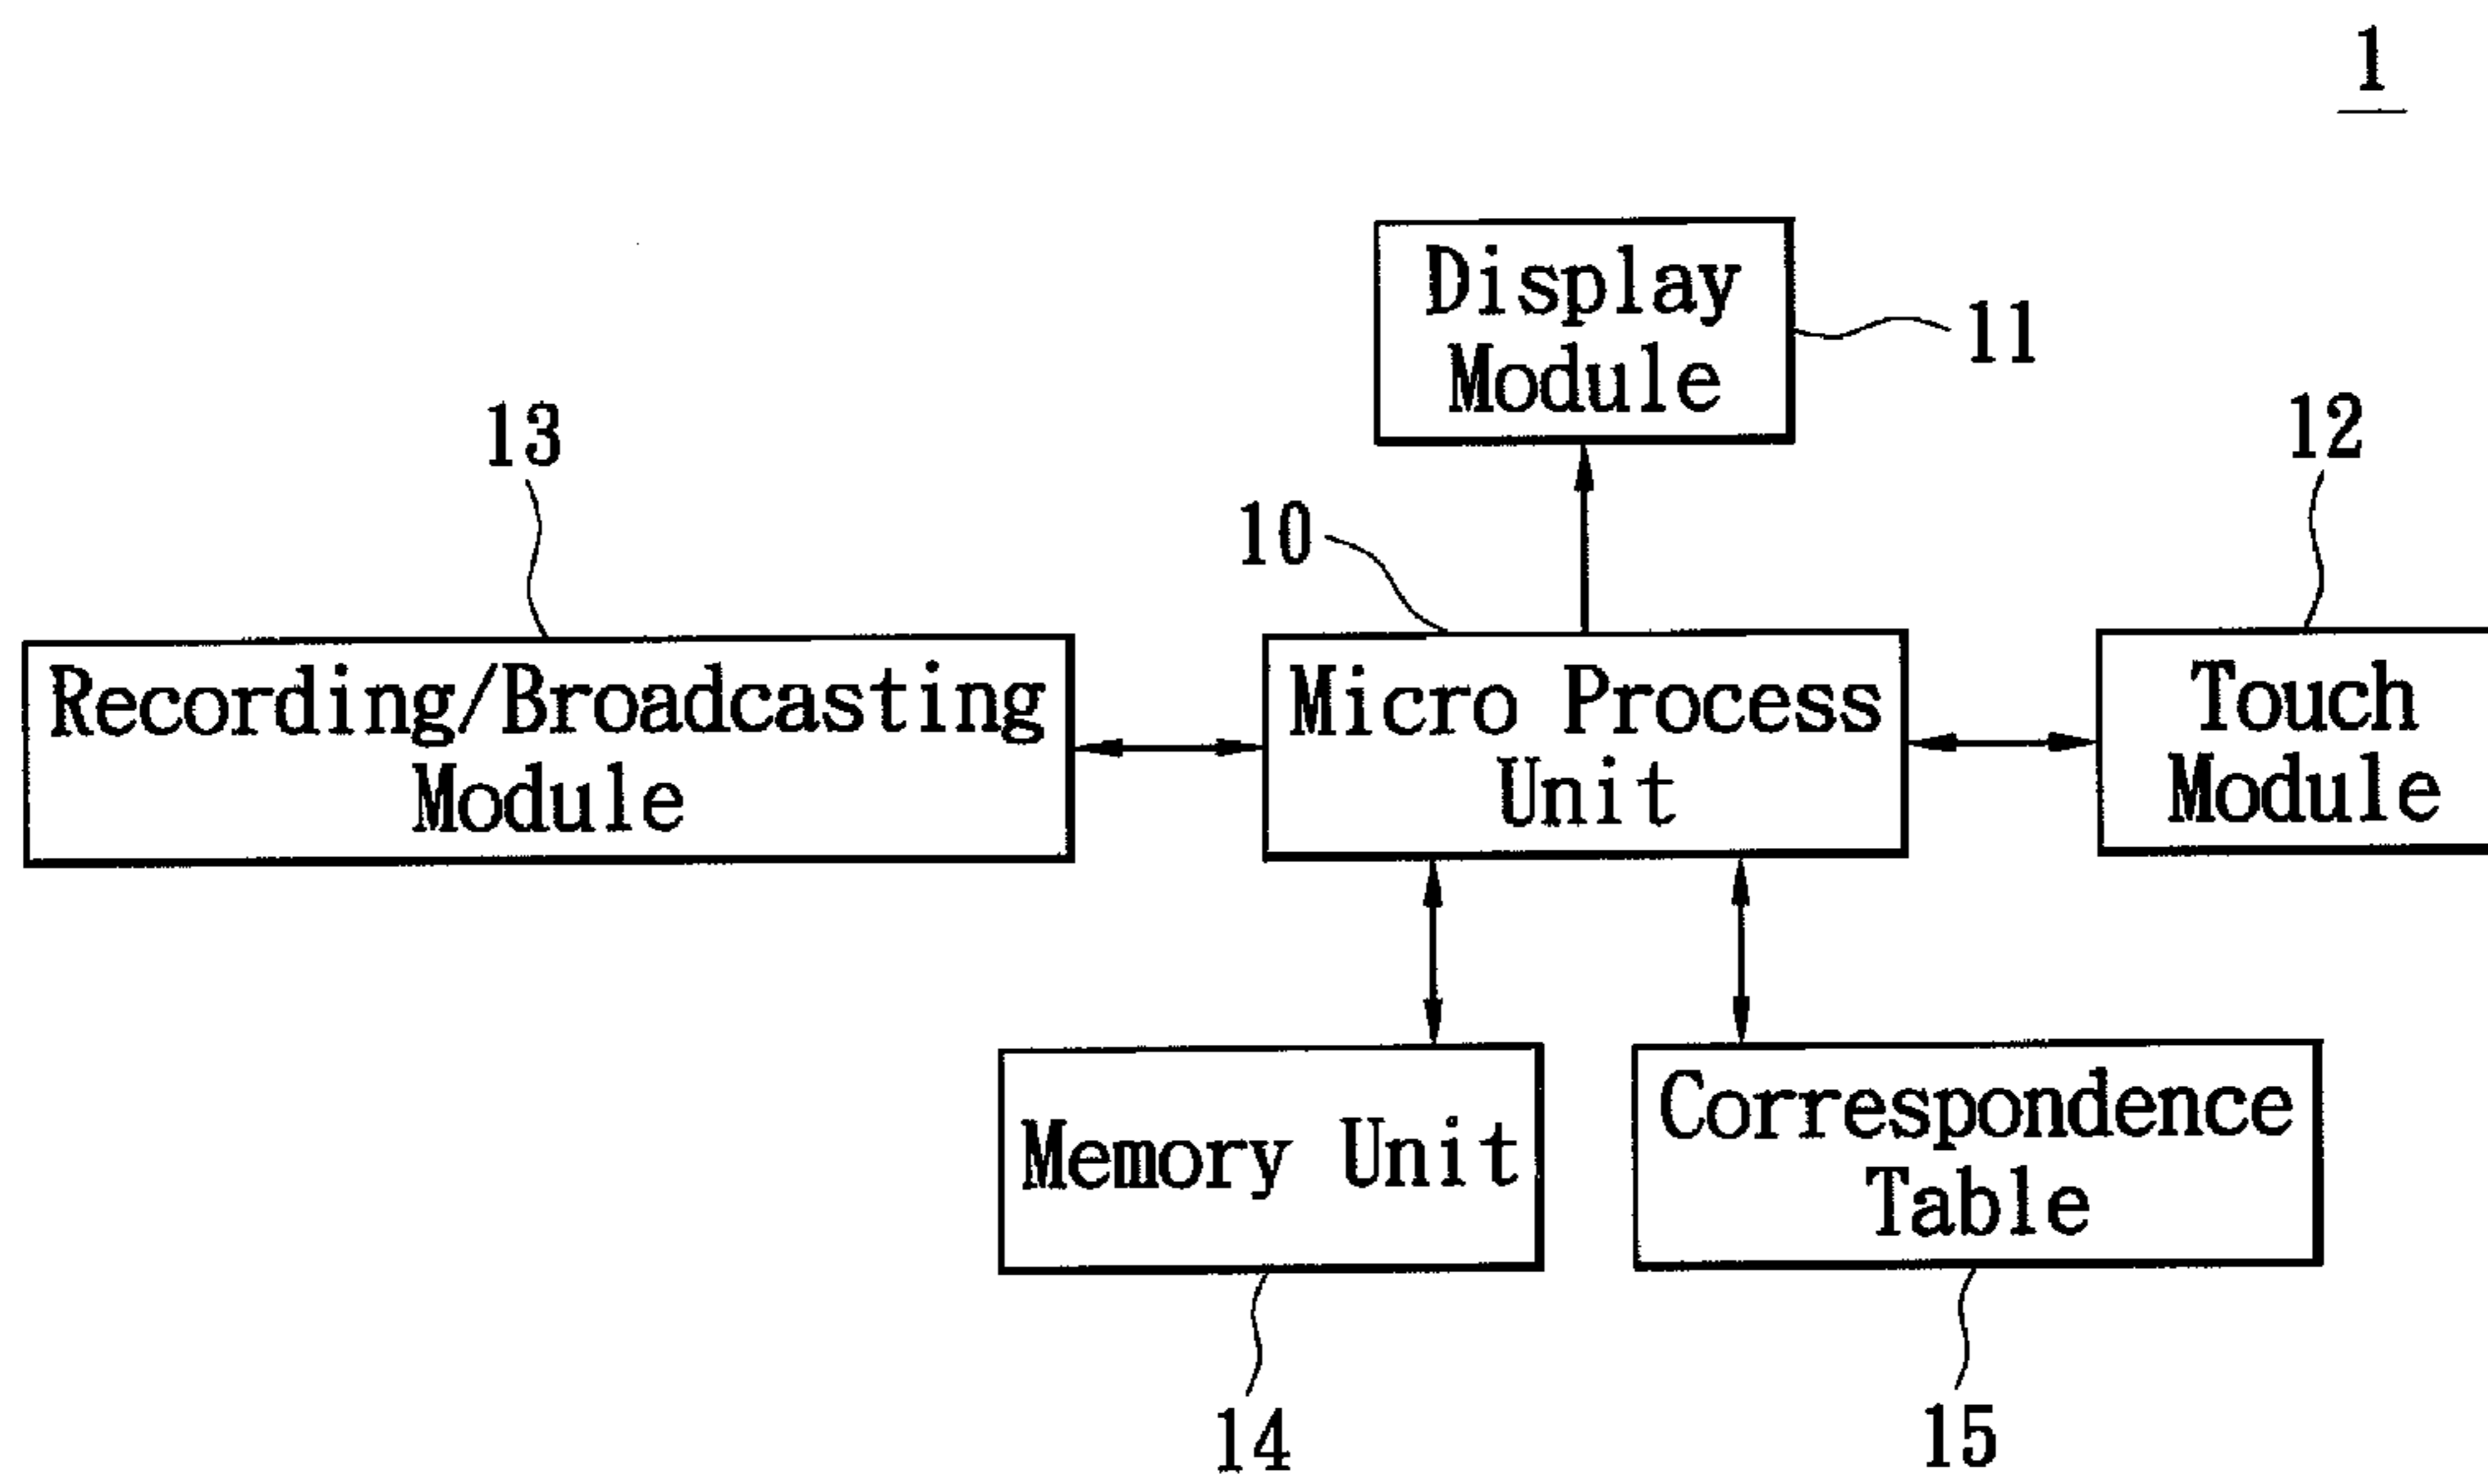 1
Display
Module
11
13
12
10
Recording/Broadcasting
Module
Micro Process
Unit
Touch
Module
Memory Unit
Correspondence
Table
14
15